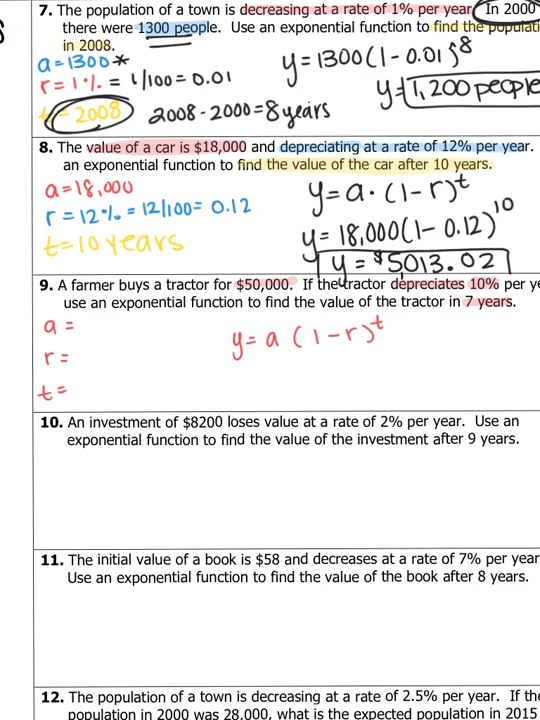 7. The population of a town is decreasing at a rate of 1% per year. In 2000
there were 1300 people. Use an exponential function to find the
in 2008.
a = 1300*
r = 1% = 1/100 = 0.01
t = 2008
2008 - 2000 = 8 years
y = 1300(1 - 0.01)^8
y = 1,200 people
8. The value of a car is $18,000 and depreciating at a rate of 12% per year.
an exponential function to find the value of the car after 10 years.
a = 18,000
r = 12% = 12/100 = 0.12
t = 10 years
y = a · (1 - r)^t
y = 18,000(1 - 0.12)^10
y = $5,013.02
9. A farmer buys a tractor for $50,000. If the tractor depreciates 10% per
use an exponential function to find the value of the tractor in 7 years.
a =
r =
t =
y = a (1 - r)^t
10. An investment of $8200 loses value at a rate of 2% per year. Use an
exponential function to find the value of the investment after 9 years.
11. The initial value of a book is $58 and decreases at a rate of 7% per year
Use an exponential function to find the value of the book after 8 years.
12. The population of a town is decreasing at a rate of 2.5% per year. If
population in 2000 was 28,000, what is the expected population in 2015